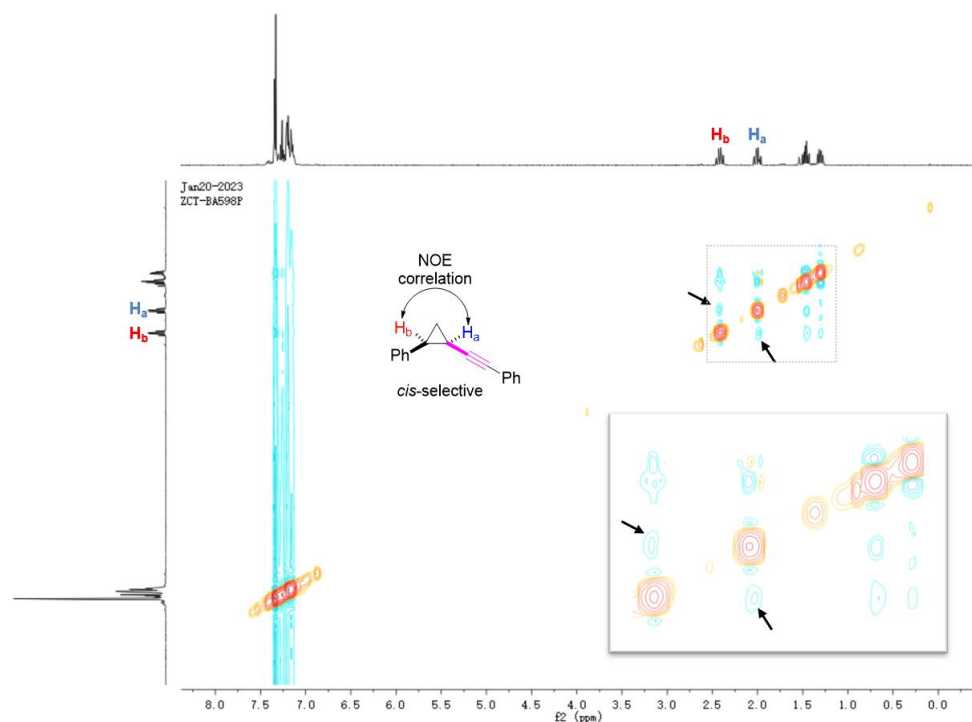 Hb Ha
Jan20-2023
ZCT-BA598P
NOE
correlation
Ha
Hb
Hb Ha
Ph
Ph
cis-selective
8.0 7.5 7.0 6.5 6.0 5.5 5.0 4.5 4.0 3.5 3.0 2.5 2.0 1.5 1.0 0.5 0.0
f2 (ppm)